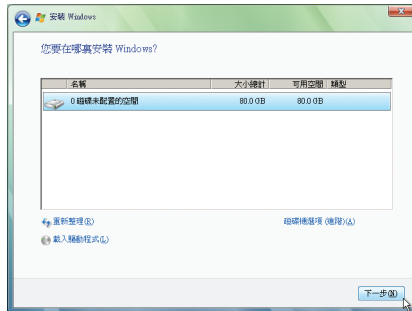 安裝 Windows
您要在哪裏安裝 Windows?
名稱 大小總計 可用空間 類型
0 磁碟未配置的空間 80.0 GB 80.0 GB
重新整理(R) 磁碟機選項 (進階)(A)
載入驅動程式(L)
下一步(N)